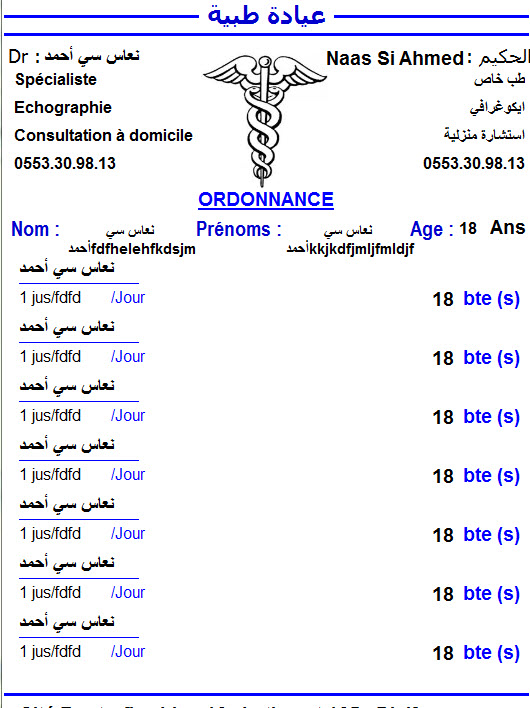 عيادة طبية
Dr : نعاس سي أحمد Naas Si Ahmed : الحكيم
Spécialiste طب خاص
Echographie ايكوغرافي
Consultation à domicile استشارة منزلية
0553.30.98.13 0553.30.98.13
ORDONNANCE
Nom : نعاس سي Prénoms : نعاس سي Age : 18 Ans
أحمدfdfhelehfkdsjm أحمدkkjkdfjmljfmldjf
نعاس سي أحمد
1 jus/fdfd /Jour 18 bte (s)
نعاس سي أحمد
1 jus/fdfd /Jour 18 bte (s)
نعاس سي أحمد
1 jus/fdfd /Jour 18 bte (s)
نعاس سي أحمد
1 jus/fdfd /Jour 18 bte (s)
نعاس سي أحمد
1 jus/fdfd /Jour 18 bte (s)
نعاس سي أحمد
1 jus/fdfd /Jour 18 bte (s)
نعاس سي أحمد
1 jus/fdfd /Jour 18 bte (s)